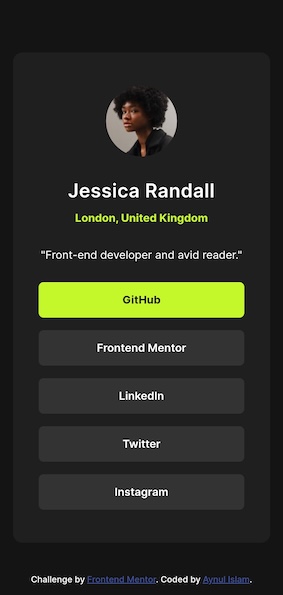 Jessica Randall
London, United Kingdom
"Front-end developer and avid reader."
GitHub
Frontend Mentor
LinkedIn
Twitter
Instagram
Challenge by Frontend Mentor. Coded by Aynul Islam.